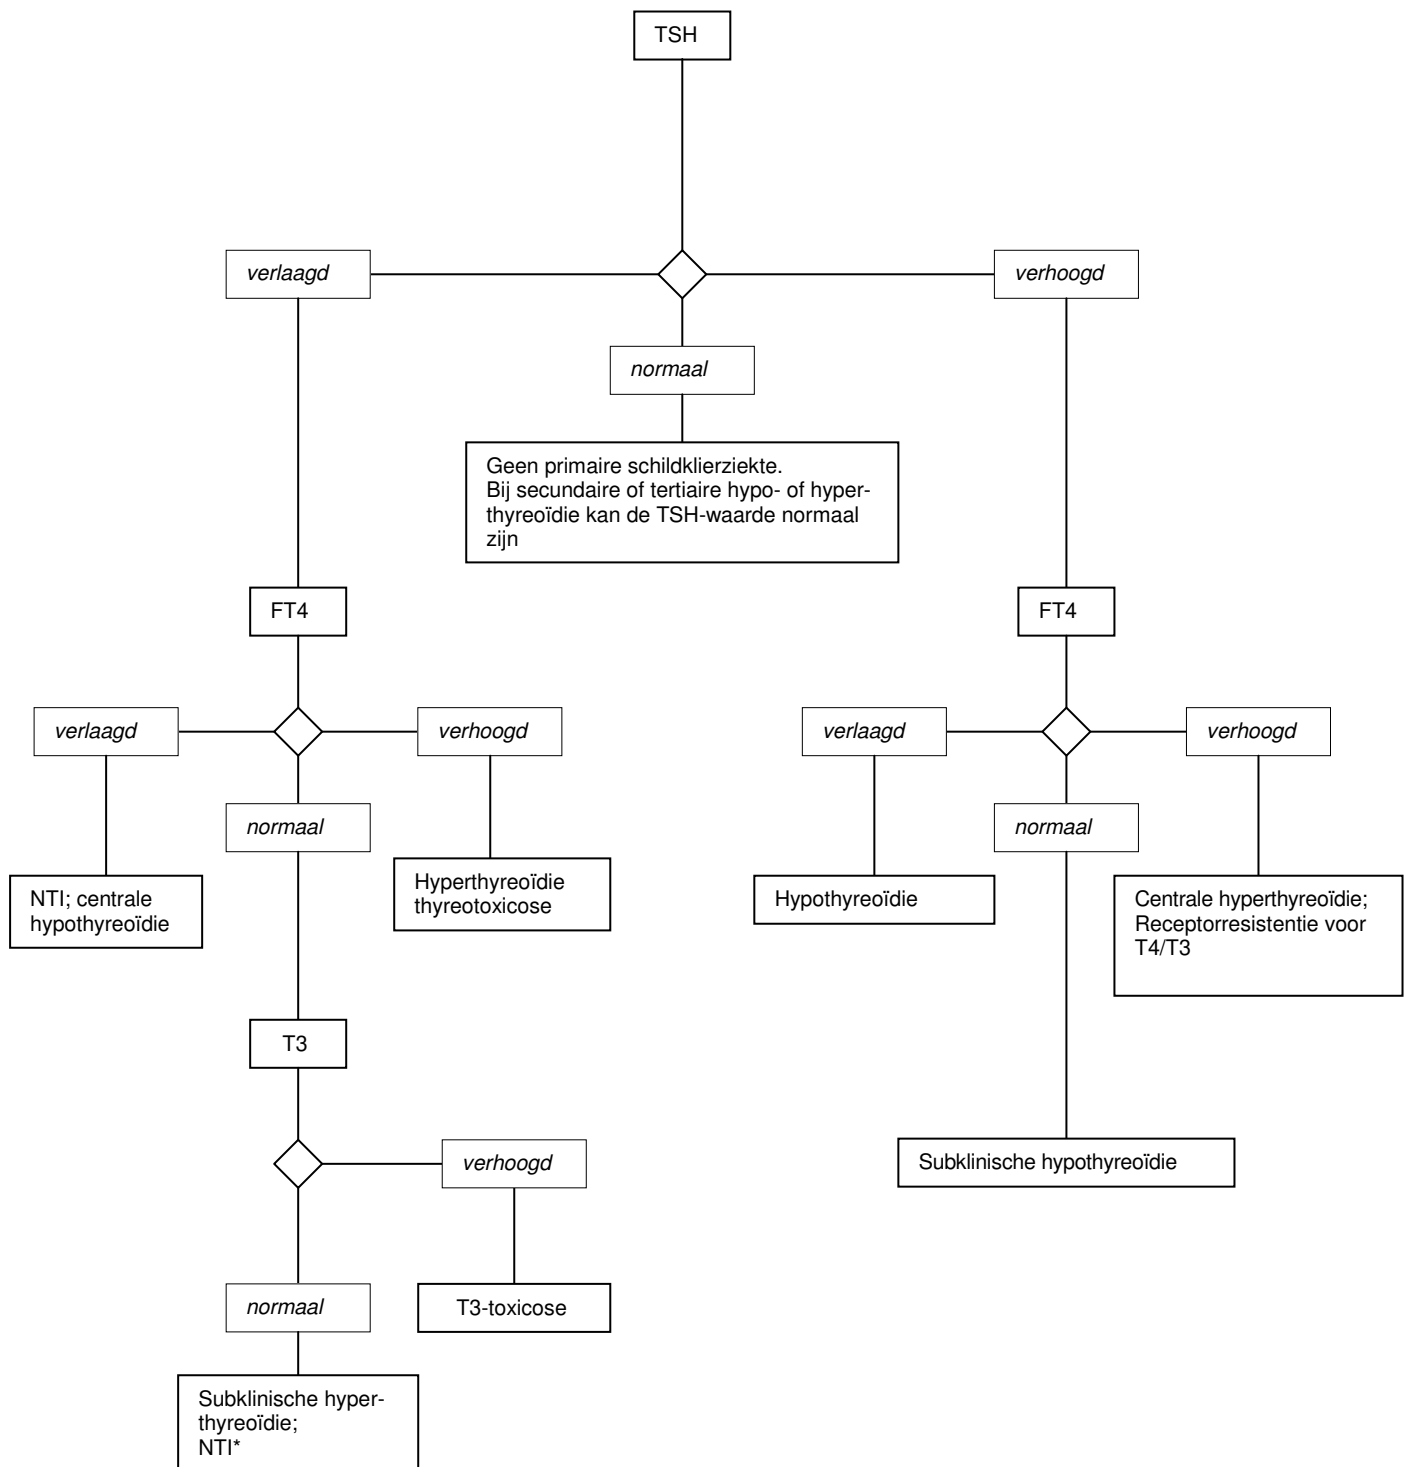 TSH
verlaagd
verhoogd
normaal
Geen primaire schildklierziekte.
Bij secundaire of tertiaire hypo- of hyper-
thyreoïdie kan de TSH-waarde normaal
zijn
FT4
FT4
verlaagd
verhoogd
verlaagd
verhoogd
normaal
normaal
NTI; centrale
hypothyreoïdie
Hyperthyreoïdie
thyreotoxicose
Hypothyreoïdie
Centrale hyperthyreoïdie;
Receptorresistentie voor
T4/T3
T3
verhoogd
Subklinische hypothyreoïdie
normaal
T3-toxicose
Subklinische hyper-
thyreoïdie;
NTI*